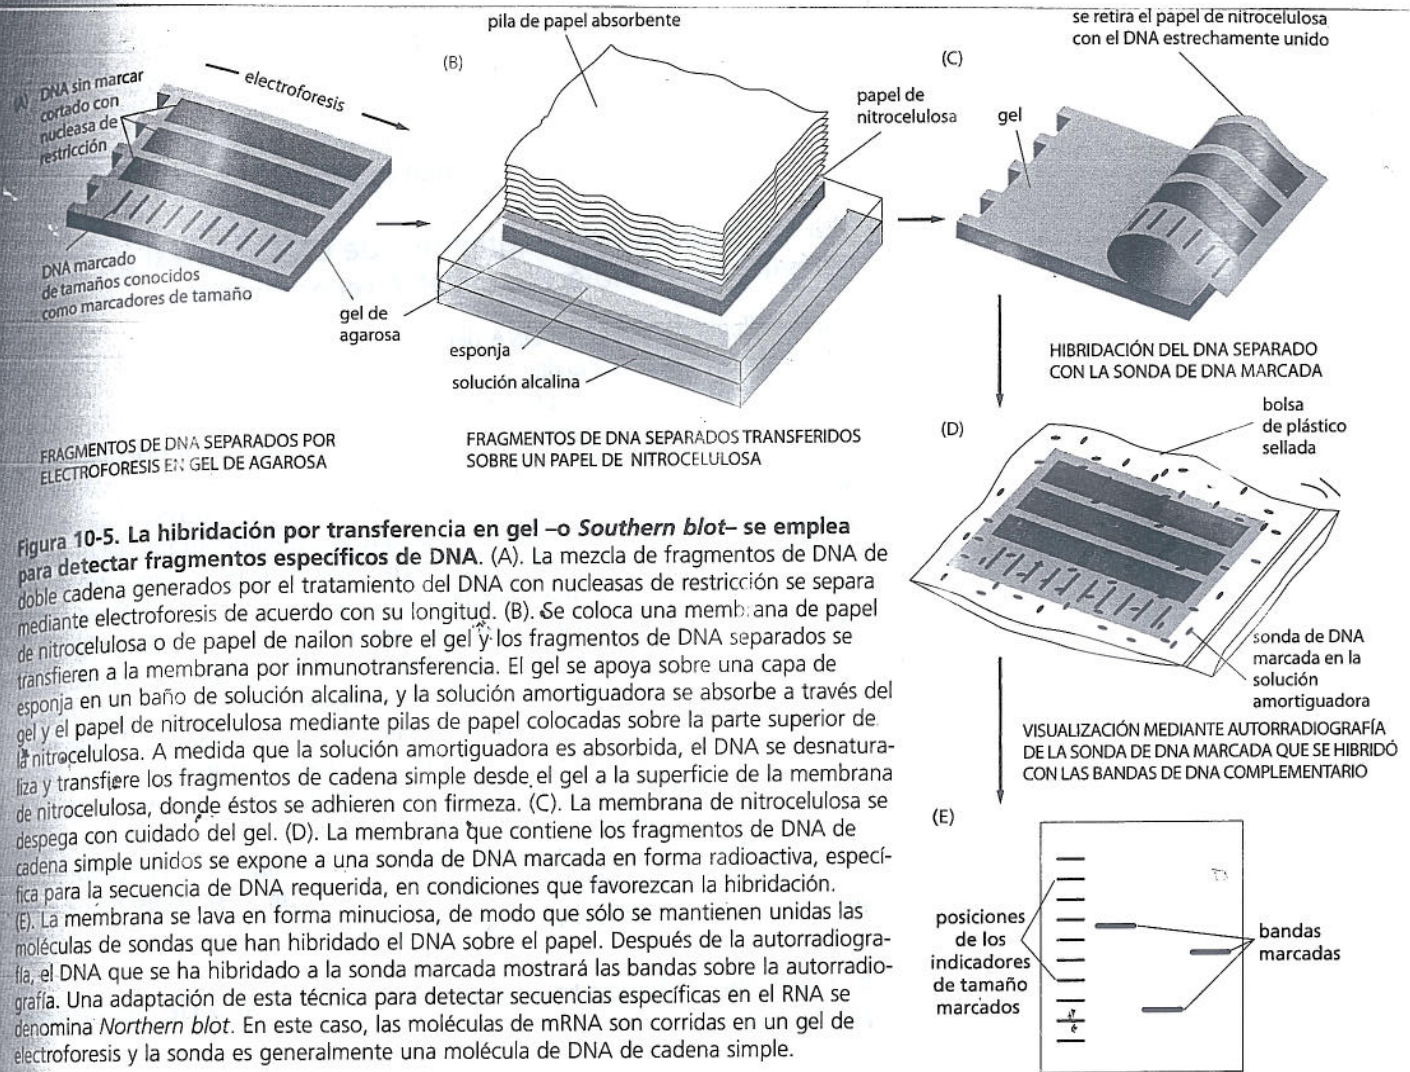 (A) DNA sin marcar
cortado con
nucleasa de
restricción
electroforesis
DNA marcado
de tamaños conocidos
como marcadores de tamaño
gel de
agarosa
FRAGMENTOS DE DNA SEPARADOS POR
ELECTROFORESIS EN GEL DE AGAROSA
(B)
pila de papel absorbente
papel de
nitrocelulosa
esponja
solución alcalina
FRAGMENTOS DE DNA SEPARADOS TRANSFERIDOS
SOBRE UN PAPEL DE NITROCELULOSA
(C)
se retira el papel de nitrocelulosa
con el DNA estrechamente unido
gel
HIBRIDACIÓN DEL DNA SEPARADO
CON LA SONDA DE DNA MARCADA
(D)
bolsa
de plástico
sellada
sonda de DNA
marcada en la
solución
amortiguadora
VISUALIZACIÓN MEDIANTE AUTORRADIOGRAFÍA
DE LA SONDA DE DNA MARCADA QUE SE HIBRIDÓ
CON LAS BANDAS DE DNA COMPLEMENTARIO
(E)
posiciones
de los
indicadores
de tamaño
marcados
bandas
marcadas
Figura 10-5. La hibridación por transferencia en gel –o Southern blot– se emplea
para detectar fragmentos específicos de DNA. (A). La mezcla de fragmentos de DNA de
doble cadena generados por el tratamiento del DNA con nucleasas de restricción se separa
mediante electroforesis de acuerdo con su longitud. (B). Se coloca una membrana de papel
de nitrocelulosa o de papel de nailon sobre el gel y los fragmentos de DNA separados se
transfieren a la membrana por inmunotransferencia. El gel se apoya sobre una capa de
esponja en un baño de solución alcalina, y la solución amortiguadora se absorbe a través del
gel y el papel de nitrocelulosa mediante pilas de papel colocadas sobre la parte superior de
la nitrocelulosa. A medida que la solución amortiguadora es absorbida, el DNA se desnatura-
liza y transfiere los fragmentos de cadena simple desde el gel a la superficie de la membrana
de nitrocelulosa, donde éstos se adhieren con firmeza. (C). La membrana de nitrocelulosa se
despega con cuidado del gel. (D). La membrana que contiene los fragmentos de DNA de
cadena simple unidos se expone a una sonda de DNA marcada en forma radioactiva, especí-
fica para la secuencia de DNA requerida, en condiciones que favorezcan la hibridación.
(E). La membrana se lava en forma minuciosa, de modo que sólo se mantienen unidas las
moléculas de sondas que han hibridado el DNA sobre el papel. Después de la autorradiogra-
fía, el DNA que se ha hibridado a la sonda marcada mostrará las bandas sobre la autorradio-
grafía. Una adaptación de esta técnica para detectar secuencias específicas en el RNA se
denomina Northern blot. En este caso, las moléculas de mRNA son corridas en un gel de
electroforesis y la sonda es generalmente una molécula de DNA de cadena simple.